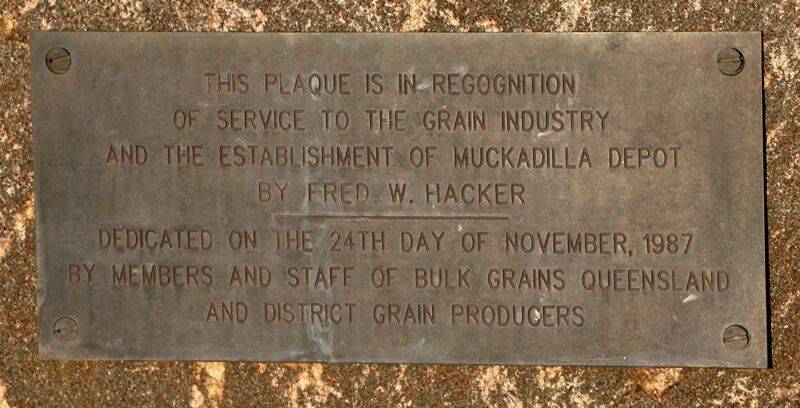 THIS PLAQUE IS IN REGOGNITION
OF SERVICE TO THE GRAIN INDUSTRY
AND THE ESTABLISHMENT OF MUCKADILLA DEPOT
BY FRED W. HACKER
DEDICATED ON THE 24TH DAY OF NOVEMBER, 1987
BY MEMBERS AND STAFF OF BULK GRAINS QUEENSLAND
AND DISTRICT GRAIN PRODUCERS